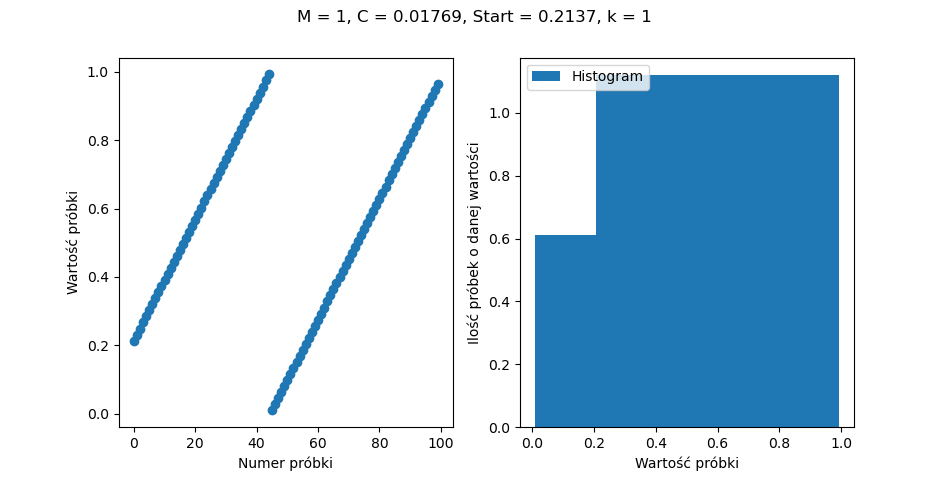 M = 1, C = 0.01769, Start = 0.2137, k = 1
1.0
0.8
0.6
0.4
0.2
0.0
Wartość próbki
0 20 40 60 80 100
Numer próbki
Histogram
1.0
0.8
0.6
0.4
0.2
0.0
Ilość próbek o danej wartości
0.0 0.2 0.4 0.6 0.8 1.0
Wartość próbki